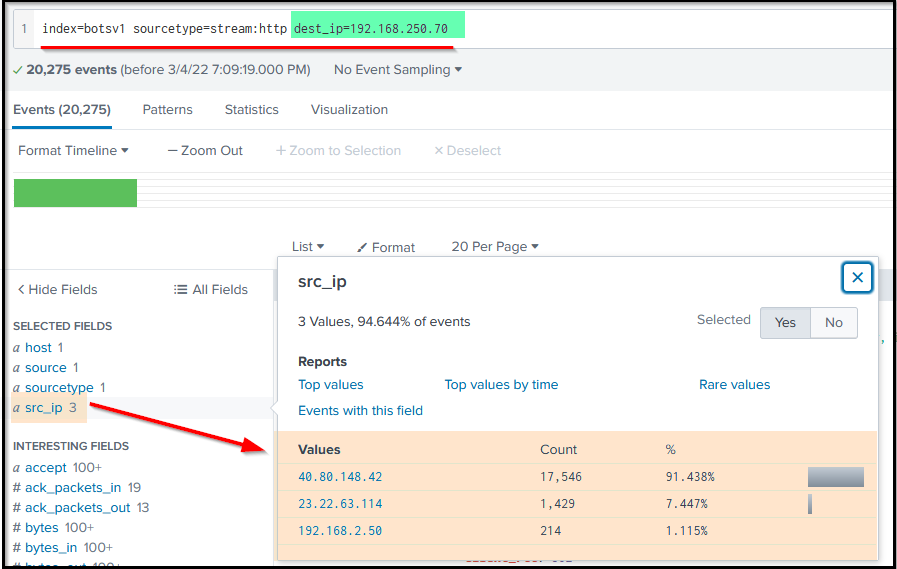 1 index=botsv1 sourcetype=stream:http dest_ip=192.168.250.70
✓ 20,275 events (before 3/4/22 7:09:19.000 PM) No Event Sampling ▾
Events (20,275) Patterns Statistics Visualization
Format Timeline ▾ — Zoom Out + Zoom to Selection × Deselect
List ▾ Format 20 Per Page ▾
< Hide Fields All Fields
SELECTED FIELDS
a host 1
a source 1
a sourcetype 1
a src_ip 3
INTERESTING FIELDS
a accept 100+
# ack_packets_in 19
# ack_packets_out 13
# bytes 100+
# bytes_in 100+
# bytes_out 100+
src_ip ×
3 Values, 94.644% of events Selected Yes No
Reports
Top values Top values by time Rare values
Events with this field
Values Count %
40.80.148.42 17,546 91.438%
23.22.63.114 1,429 7.447%
192.168.2.50 214 1.115%